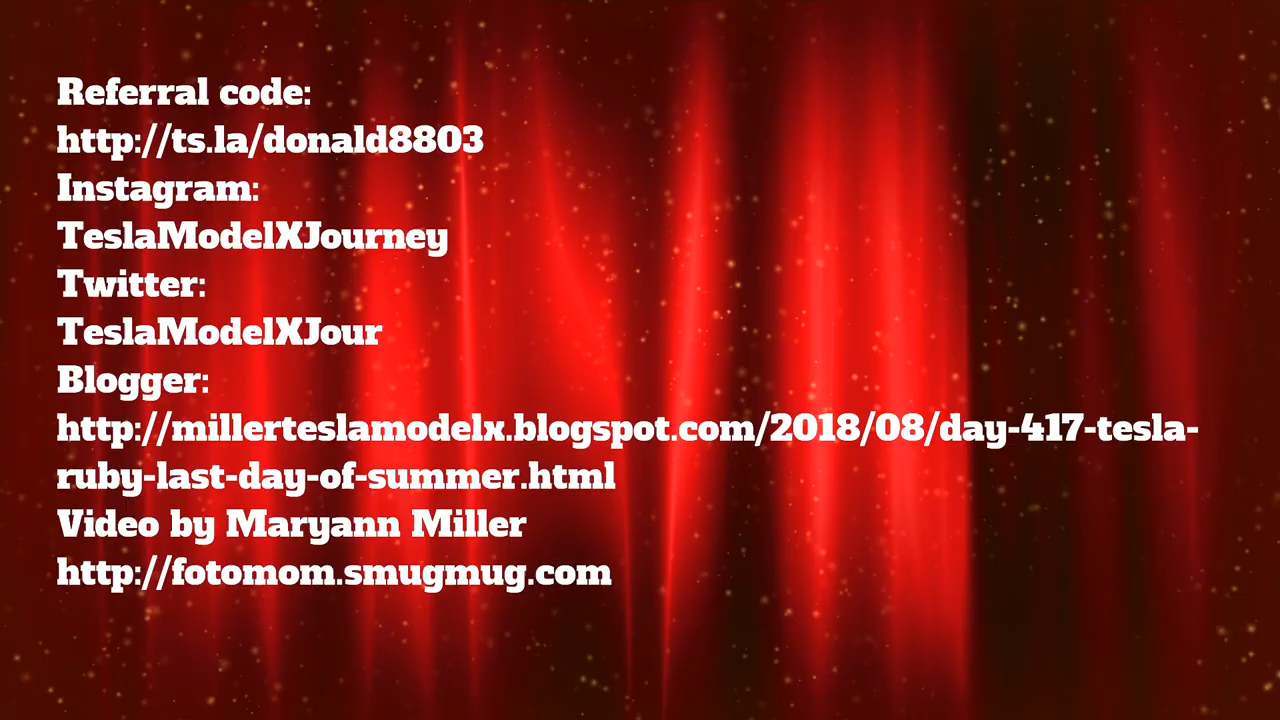 Referral code:
http://ts.la/donald8803
Instagram:
TeslaModelXJourney
Twitter:
TeslaModelXJour
Blogger:
http://millerteslamodelx.blogspot.com/2018/08/day-417-tesla-
ruby-last-day-of-summer.html
Video by Maryann Miller
http://fotomom.smugmug.com